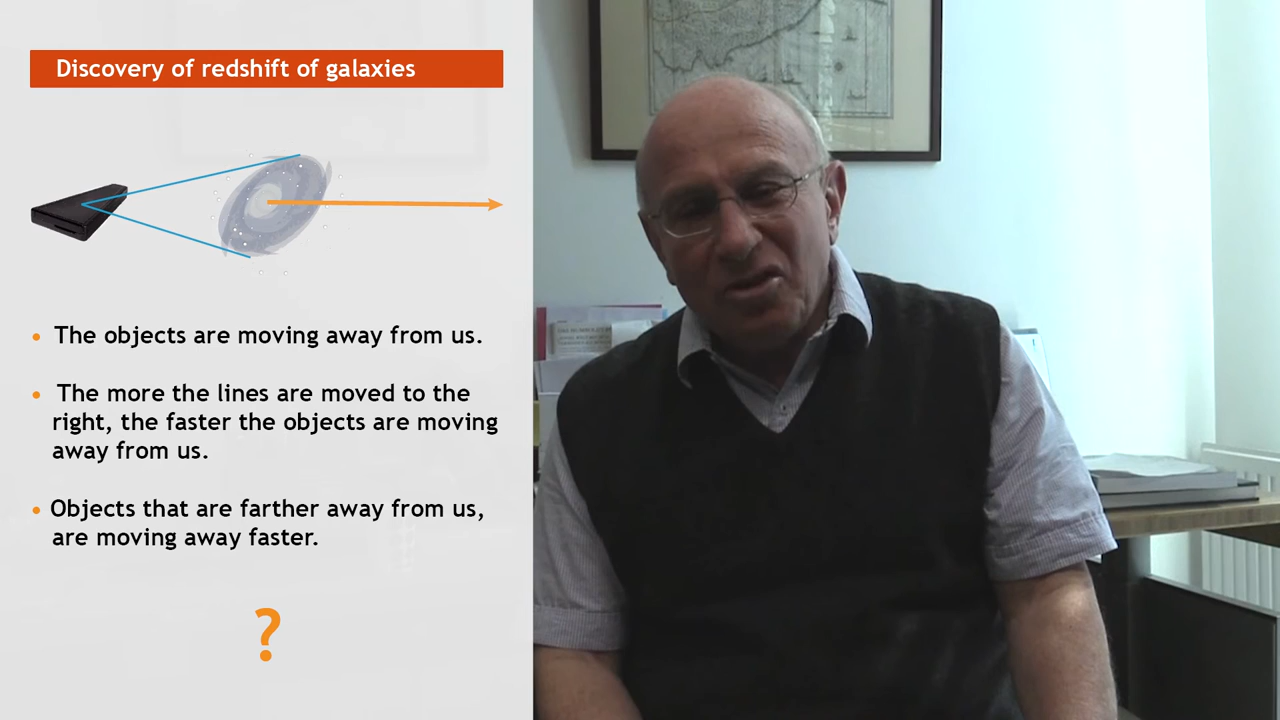 Discovery of redshift of galaxies
• The objects are moving away from us.
• The more the lines are moved to the
right, the faster the objects are moving
away from us.
• Objects that are farther away from us,
are moving away faster.
?